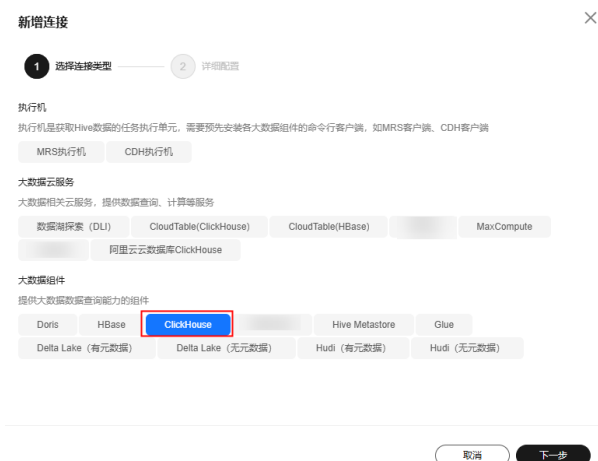 新增连接
1 选择连接类型 2 详细配置
执行机
执行机是获取Hive数据的任务执行单元，需要预先安装各大数据组件的命令行客户端，如MRS客户端、CDH客户端
MRS执行机 CDH执行机
大数据云服务
大数据相关云服务，提供数据查询、计算等服务
数据湖探索（DLI） CloudTable(ClickHouse) CloudTable(HBase) MaxCompute
阿里云云数据库ClickHouse
大数据组件
提供大数据数据查询能力的组件
Doris HBase ClickHouse Hive Metastore Glue
Delta Lake（有元数据） Delta Lake（无元数据） Hudi（有元数据） Hudi（无元数据）
取消 下一步